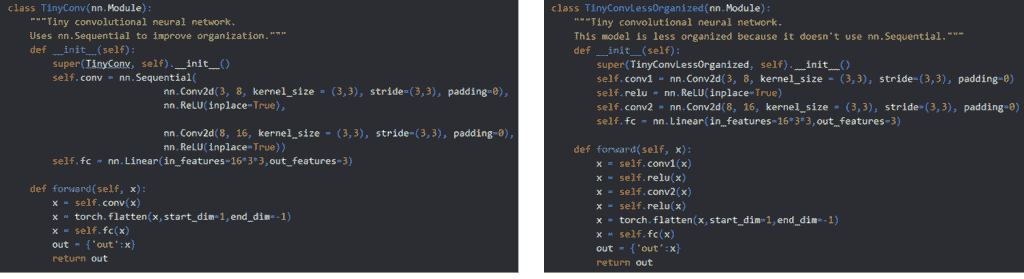 class TinyConv(nn.Module):
"""Tiny convolutional neural network.
Uses nn.Sequential to improve organization."""
def __init__(self):
super(TinyConv, self).__init__()
self.conv = nn.Sequential(
nn.Conv2d(3, 8, kernel_size = (3,3), stride=(3,3), padding=0),
nn.ReLU(inplace=True),
nn.Conv2d(8, 16, kernel_size = (3,3), stride=(3,3), padding=0),
nn.ReLU(inplace=True))
self.fc = nn.Linear(in_features=16*3*3,out_features=3)
def forward(self, x):
x = self.conv(x)
x = torch.flatten(x,start_dim=1,end_dim=-1)
x = self.fc(x)
out = {'out':x}
return out
class TinyConvLessOrganized(nn.Module):
"""Tiny convolutional neural network.
This model is less organized because it doesn't use nn.Sequential."""
def __init__(self):
super(TinyConvLessOrganized, self).__init__()
self.conv1 = nn.Conv2d(3, 8, kernel_size = (3,3), stride=(3,3), padding=0)
self.relu = nn.ReLU(inplace=True)
self.conv2 = nn.Conv2d(8, 16, kernel_size = (3,3), stride=(3,3), padding=0)
self.fc = nn.Linear(in_features=16*3*3,out_features=3)
def forward(self, x):
x = self.conv1(x)
x = self.relu(x)
x = self.conv2(x)
x = self.relu(x)
x = torch.flatten(x,start_dim=1,end_dim=-1)
x = self.fc(x)
out = {'out':x}
return out